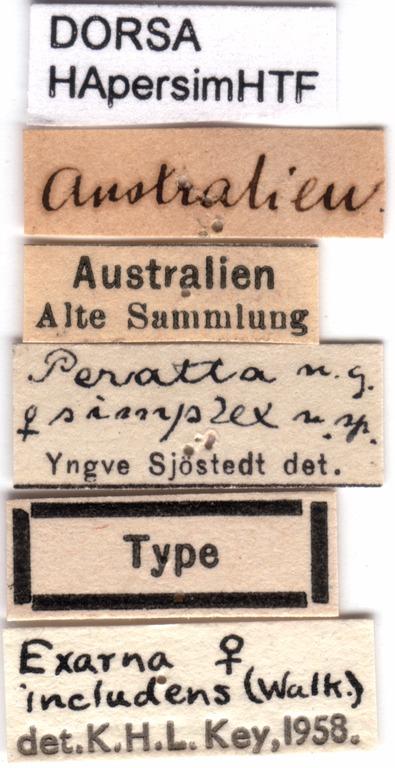 DORSA
HApersimHTF
Australien.
Australien
Alte Sammlung
Peratta n. g.
♀ simplex n. sp.
Yngve Sjöstedt det.
Type
Exarna ♀
includens (Walk.)
det. K. H. L. Key, 1958.